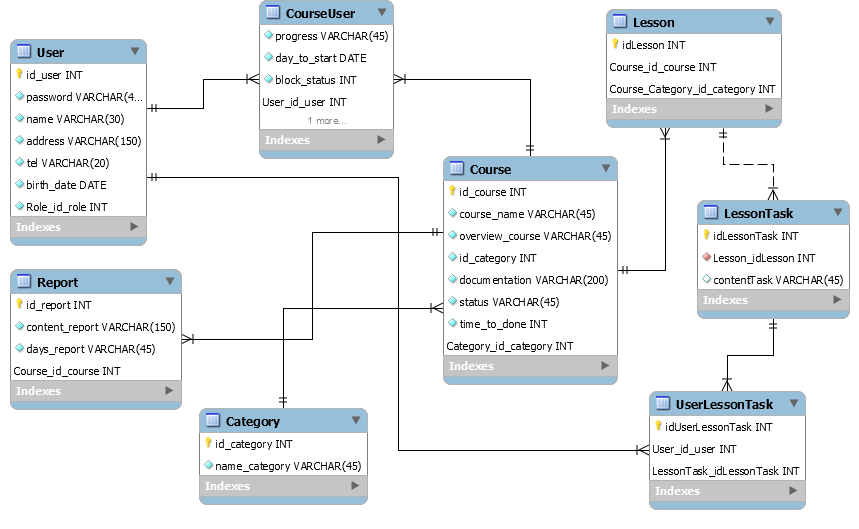 User
id_user INT
password VARCHAR(4...
name VARCHAR(30)
address VARCHAR(150)
tel VARCHAR(20)
birth_date DATE
Role_id_role INT
Indexes
CourseUser
progress VARCHAR(45)
day_to_start DATE
block_status INT
User_id_user INT
1 more...
Indexes
Lesson
idLesson INT
Course_id_course INT
Course_Category_id_category INT
Indexes
Course
id_course INT
course_name VARCHAR(45)
overview_course VARCHAR(45)
id_category INT
documentation VARCHAR(200)
status VARCHAR(45)
time_to_done INT
Category_id_category INT
Indexes
LessonTask
idLessonTask INT
Lesson_idLesson INT
contentTask VARCHAR(45)
Indexes
Report
id_report INT
content_report VARCHAR(150)
days_report VARCHAR(45)
Course_id_course INT
Indexes
Category
id_category INT
name_category VARCHAR(45)
Indexes
UserLessonTask
idUserLessonTask INT
User_id_user INT
LessonTask_idLessonTask INT
Indexes